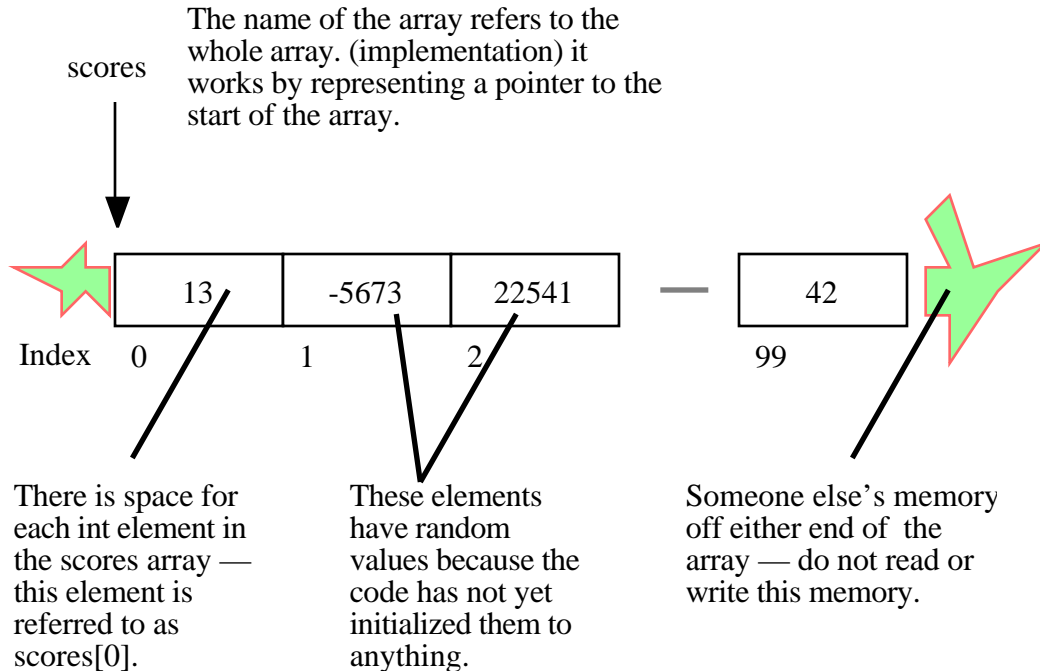 The name of the array refers to the
whole array. (implementation) it
works by representing a pointer to the
start of the array.
scores
13 -5673 22541 42
Index 0 1 2 99
There is space for
each int element in
the scores array —
this element is
referred to as
scores[0].
These elements
have random
values because the
code has not yet
initialized them to
anything.
Someone else's memory
off either end of the
array — do not read or
write this memory.